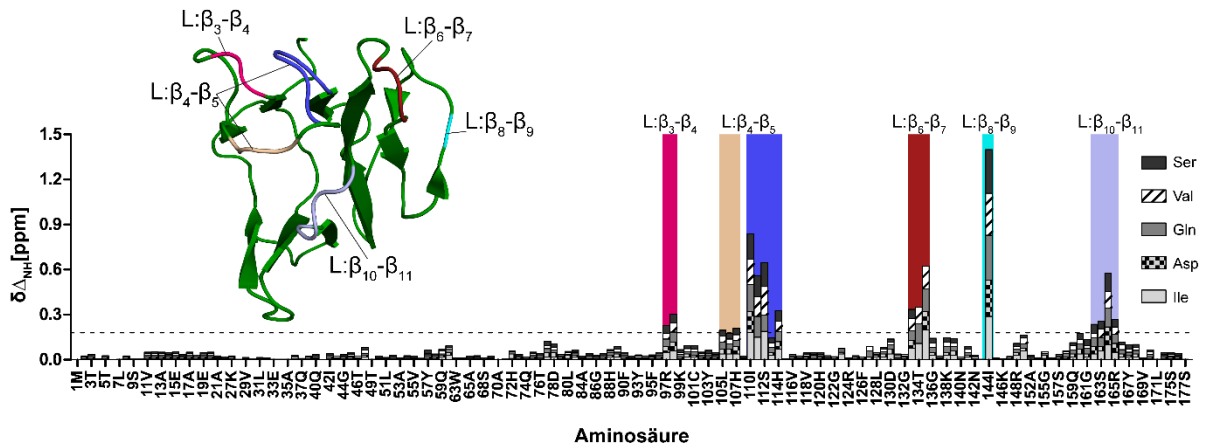 L:β3-β4
L:β6-β7
L:β4-β5
L:β8-β9
L:β10-β11
L:β3-β4
L:β4-β5
L:β6-β7
L:β8-β9
L:β10-β11
δΔNH[ppm]
1.5
1.2
0.9
0.6
0.3
0.0
Ser
Val
Gln
Asp
Ile
1M 3T 5T 7L 9S 11V 13A 15E 17A 19E 21A 27K 29V 31L 33E 35A 37Q 40Q 42I 44G 46T 49T 51L 53A 55V 57Y 59Q 63W 65A 68S 70A 72H 74Q 76T 78D 80L 84A 86G 88H 90F 93Y 95F 97R 99K 101C 103Y 105L 107H 110I 112S 114H 116V 118V 120H 122G 124R 126F 128L 130D 132G 134T 136G 138K 140N 142N 144I 146K 148R 152A 155G 157S 159Q 161G 163S 165R 167Y 169V 171L 175S 177S
Aminosäure